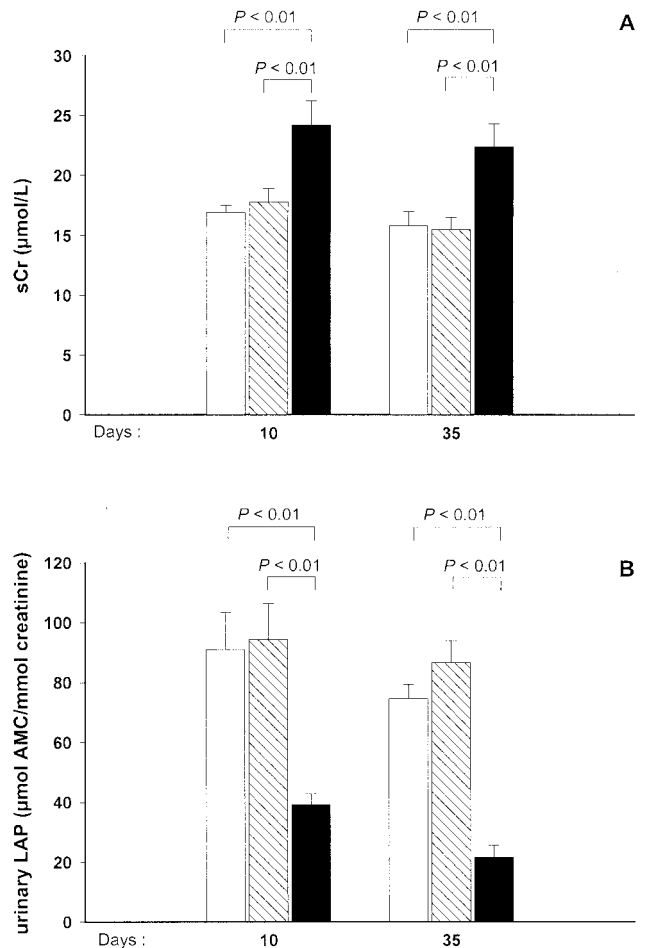 P < 0.01 P < 0.01 A
P < 0.01 P < 0.01
30
25
20
15
10
5
0
sCr (µmol/L)
Days : 10 35
P < 0.01 P < 0.01
P < 0.01 P < 0.01 B
120
100
80
60
40
20
0
urinary LAP (µmol AMC/mmol creatinine)
Days : 10 35